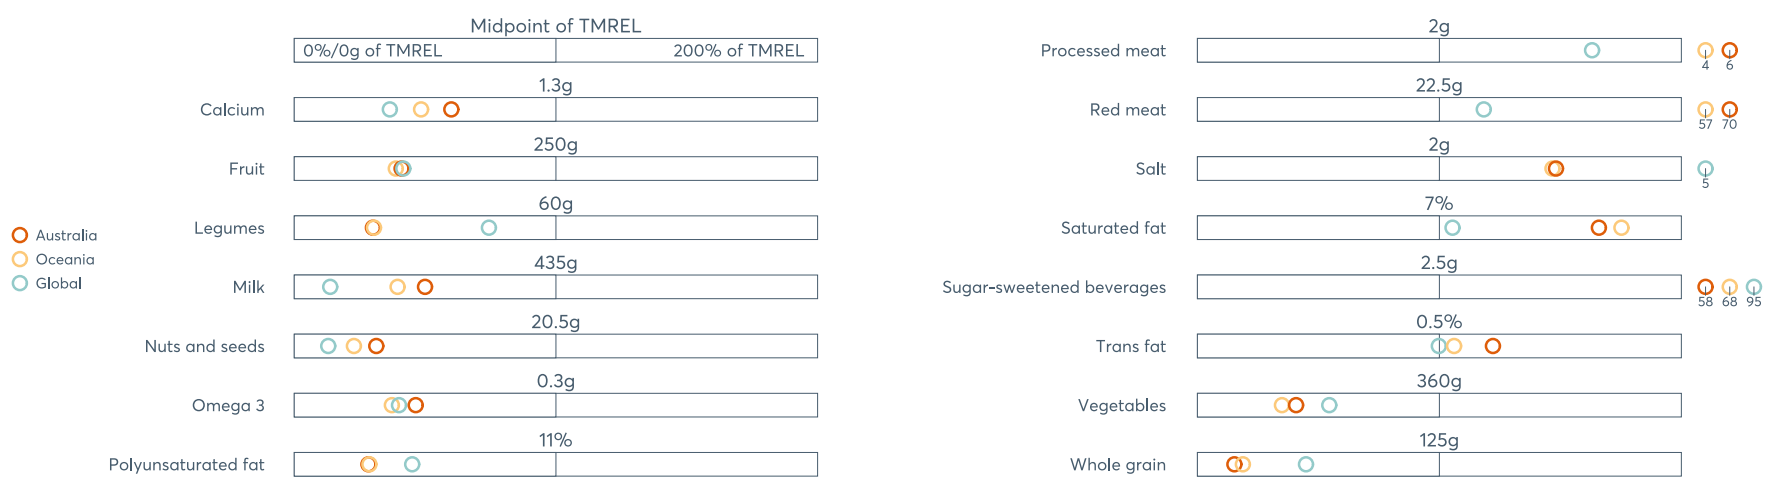 Midpoint of TMREL
0%/0g of TMREL 200% of TMREL
Calcium 1.3g
Fruit 250g
Legumes 60g
Milk 435g
Nuts and seeds 20.5g
Omega 3 0.3g
Polyunsaturated fat 11%
Australia
Oceania
Global
Processed meat 2g 4 6
Red meat 22.5g 57 70
Salt 2g 5
Saturated fat 7%
Sugar-sweetened beverages 2.5g 58 68 95
Trans fat 0.5%
Vegetables 360g
Whole grain 125g